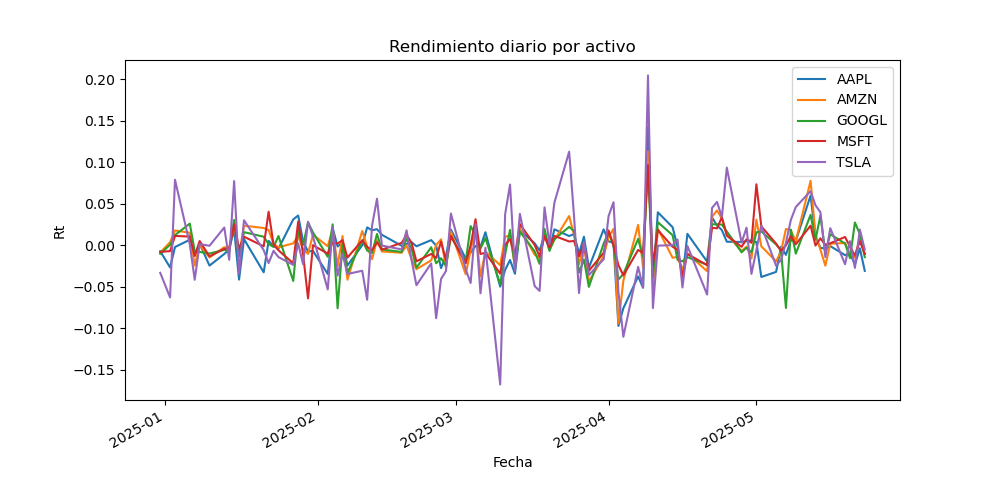 Rendimiento diario por activo
Rt
0.20
0.15
0.10
0.05
0.00
−0.05
−0.10
−0.15
AAPL
AMZN
GOOGL
MSFT
TSLA
2025-01
2025-02
2025-03
2025-04
2025-05
Fecha